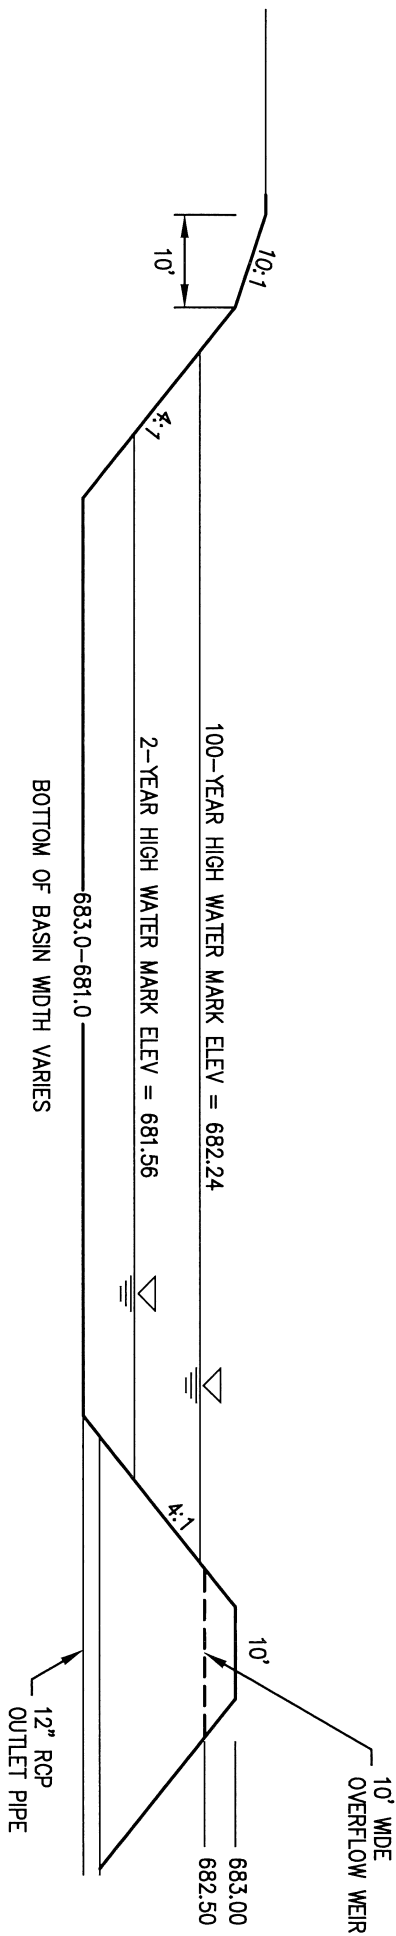 10:1
10'
4:1
100-YEAR HIGH WATER MARK ELEV = 682.24
2-YEAR HIGH WATER MARK ELEV = 681.56
683.0-681.0
BOTTOM OF BASIN WIDTH VARIES
4:1
10'
10' WIDE
OVERFLOW WEIR
683.00
682.50
12" RCP
OUTLET PIPE